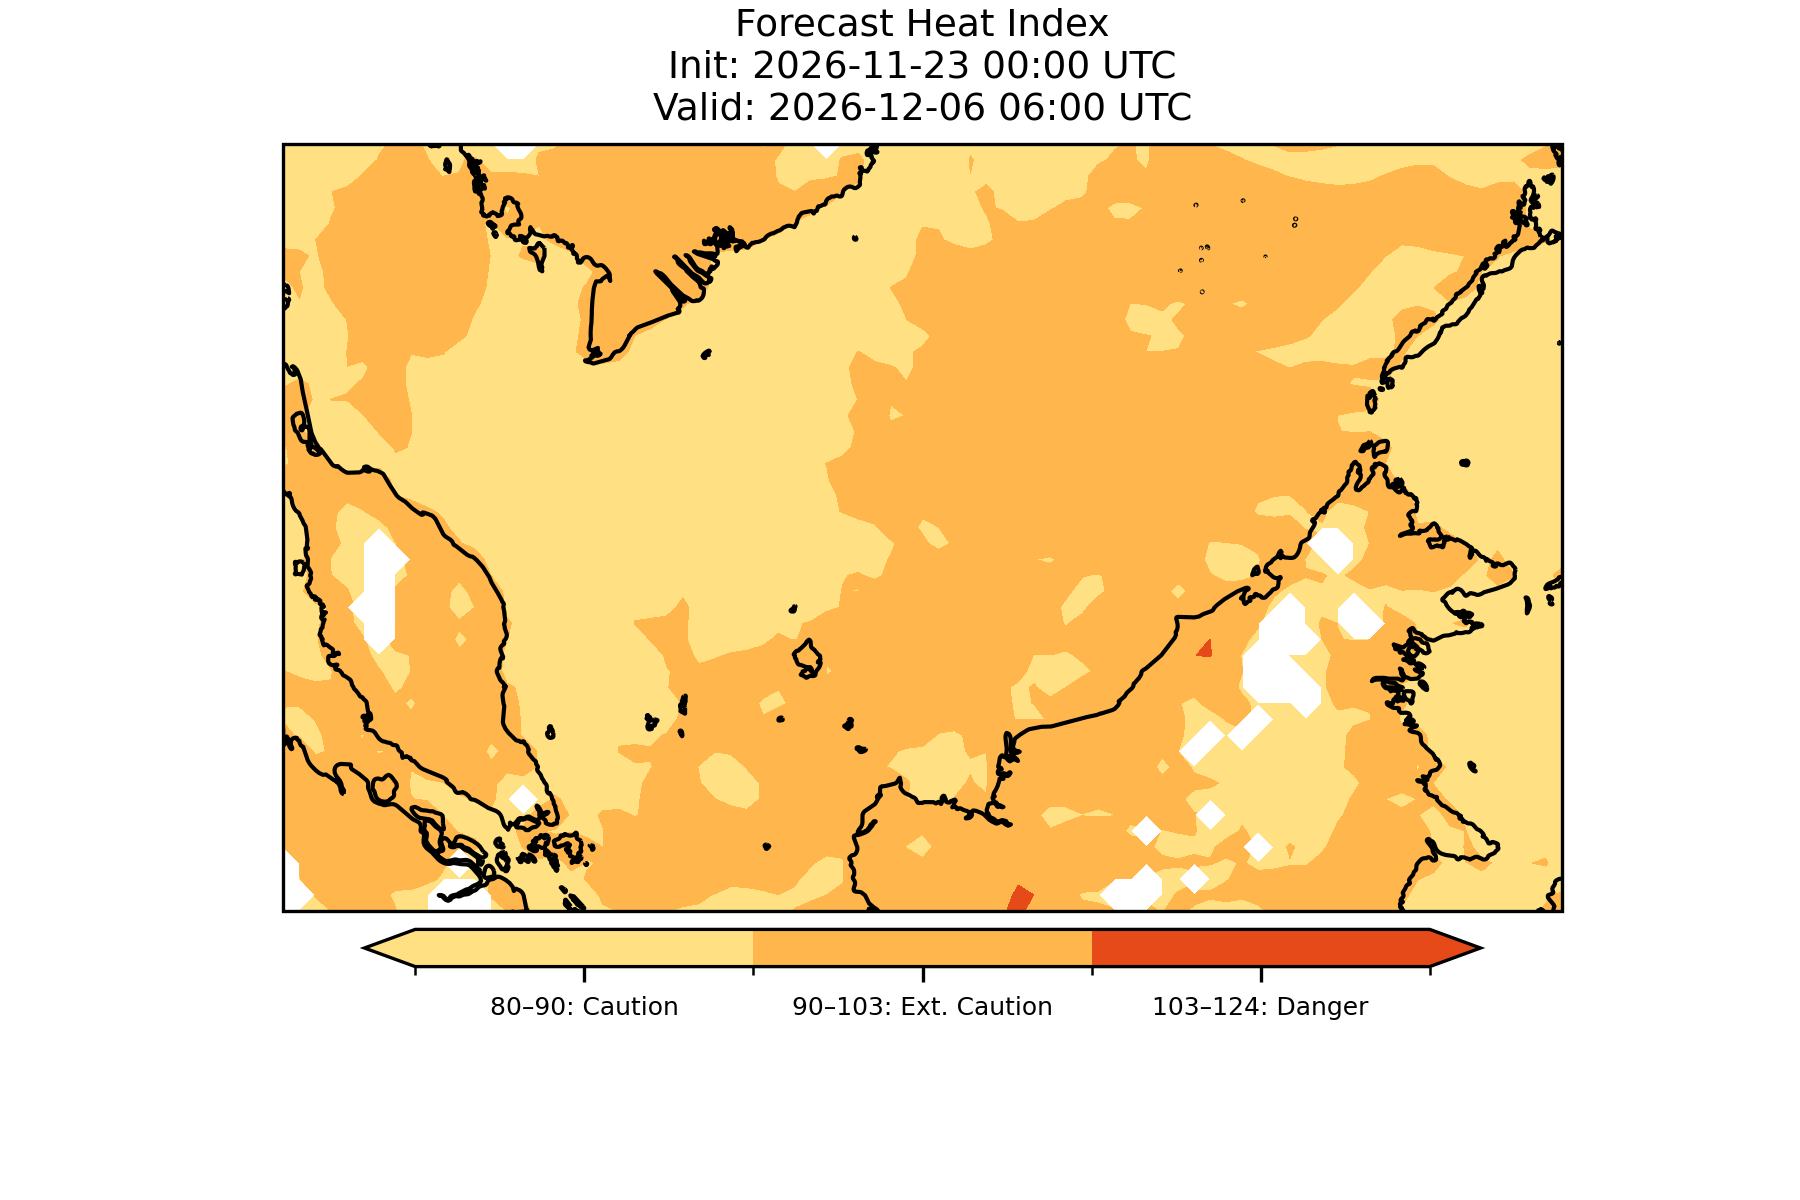 Forecast Heat Index
Init: 2026-11-23 00:00 UTC
Valid: 2026-12-06 06:00 UTC
80–90: Caution
90–103: Ext. Caution
103–124: Danger